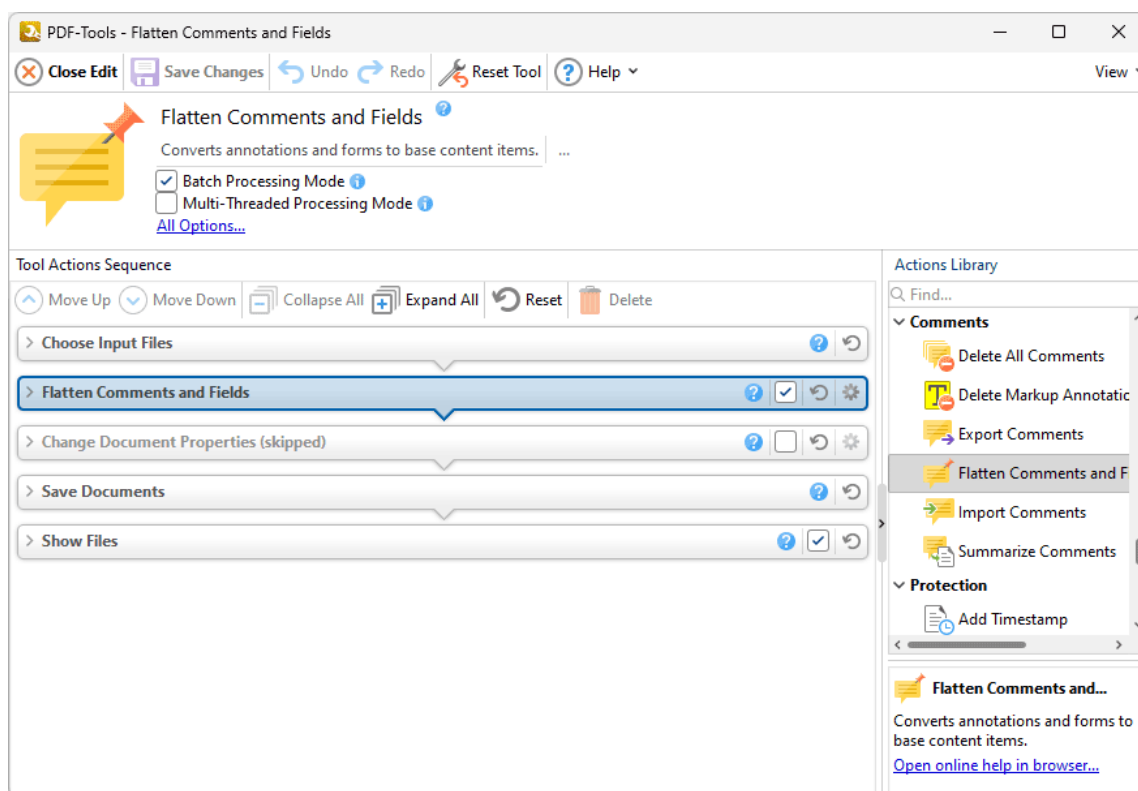 PDF-Tools - Flatten Comments and Fields
Close Edit Save Changes Undo Redo Reset Tool Help View
Flatten Comments and Fields
Converts annotations and forms to base content items. ...
Batch Processing Mode
Multi-Threaded Processing Mode
All Options...
Tool Actions Sequence
Move Up Move Down Collapse All Expand All Reset Delete
Choose Input Files
Flatten Comments and Fields
Change Document Properties (skipped)
Save Documents
Show Files
Actions Library
Find...
Comments
Delete All Comments
Delete Markup Annotatic
Export Comments
Flatten Comments and F
Import Comments
Summarize Comments
Protection
Add Timestamp
Flatten Comments and...
Converts annotations and forms to
base content items.
Open online help in browser...